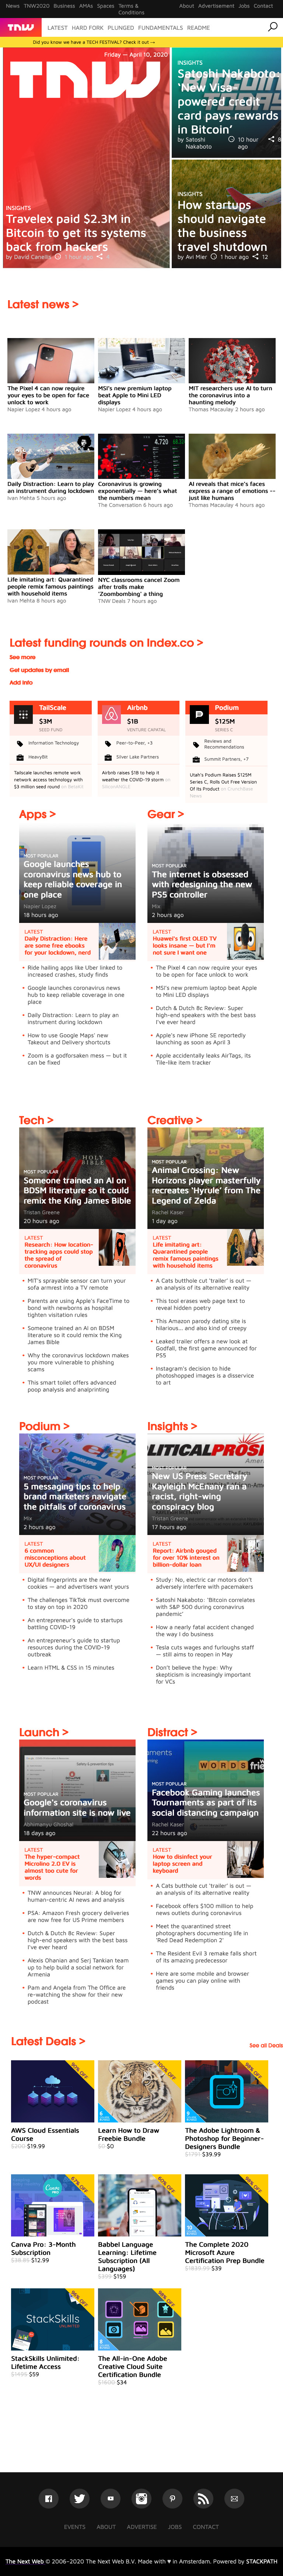 News TNW2020 Business AMAs Spaces Terms & Conditions About Advertisement Jobs Contact
TNW LATEST HARD FORK PLUNGED FUNDAMENTALS README
Did you know we have a TECH FESTIVAL? Check it out →
Friday — April 10, 2020
TNW
INSIGHTS
Travelex paid $2.3M in
Bitcoin to get its systems
back from hackers
by David Canellis 1 hour ago
INSIGHTS
Satoshi Nakaboto:
'New Visa-
powered credit
card pays rewards
in Bitcoin'
by Satoshi Nakaboto 10 hour ago
INSIGHTS
How startups
should navigate
the business
travel shutdown
by Avi Mier 1 hour ago 12
Latest news >
The Pixel 4 can now require
your eyes to be open for face
unlock to work
Napier Lopez 4 hours ago
MSI's new premium laptop
beat Apple to Mini LED
displays
Napier Lopez 4 hours ago
MIT researchers use AI to turn
the coronavirus into a
haunting melody
Thomas Macaulay 2 hours ago
Daily Distraction: Learn to play
an instrument during lockdown
Ivan Mehta 5 hours ago
Coronavirus is growing
exponentially — here's what
the numbers mean
The Conversation 6 hours ago
AI reveals that mice's faces
express a range of emotions --
just like humans
Thomas Macaulay 4 hours ago
Life imitating art: Quarantined
people remix famous paintings
with household items
Ivan Mehta 8 hours ago
NYC classrooms cancel Zoom
after trolls make
'Zoombombing' a thing
TNW Deals 7 hours ago
Latest funding rounds on Index.co >
See more
Get updates by email
Add info
TailScale
$3M
SEED FUND
Information Technology
HeavyBit
Tailscale launches remote work
network access technology with
$3 million seed round
Airbnb
$1B
VENTURE CAPATAL
Peer-to-Peer, +3
Silver Lake Partners
Airbnb raises $1B to help it
weather the COVID-19 storm
Podium
$125M
SERIES C
Reviews and
Recommendations
Summit Partners, +7
Utah's Podium Raises $125M
Series C, Rolls Out Free Version
Of Its Product
Apps >
MOST POPULAR
Google launches
coronavirus news hub to
keep reliable coverage in
one place
Napier Lopez
18 hours ago
LATEST
Daily Distraction: Here
are some free ebooks
for your lockdown, nerd
Ride hailing apps like Uber linked to
increased crashes, study finds
Google launches coronavirus news
hub to keep reliable coverage in one
place
Daily Distraction: Learn to play an
instrument during lockdown
How to use Google Maps' new
Takeout and Delivery shortcuts
Zoom is a godforsaken mess — but it
can be fixed
Gear >
MOST POPULAR
The internet is obsessed
with redesigning the new
PS5 controller
Mix
2 hours ago
LATEST
Huawei's first OLED TV
looks insane — but I'm
not sure I want one
The Pixel 4 can now require your eyes
to be open for face unlock to work
MSI's new premium laptop beat Apple
to Mini LED displays
Dutch & Dutch 8c Review: Super
high-end speakers with the best bass
I've ever heard
Apple's new iPhone SE reportedly
launching as soon as April 3
Apple accidentally leaks AirTags, its
Tile-like item tracker
Tech >
MOST POPULAR
Someone trained an AI on
BDSM literature so it could
remix the King James Bible
Tristan Greene
20 hours ago
LATEST
Research: How location-
tracking apps could stop
the spread of
coronavirus
MIT's sprayable sensor can turn your
sofa armrest into a TV remote
Parents are using Apple's FaceTime to
bond with newborns as hospital
tighten visitation rules
Someone trained an AI on BDSM
literature so it could remix the King
James Bible
Why the coronavirus lockdown makes
you more vulnerable to phishing
scams
This smart toilet offers advanced
poop analysis and analprinting
Creative >
MOST POPULAR
Animal Crossing: New
Horizons player masterfully
recreates 'Hyrule' from The
Legend of Zelda
Rachel Kaser
1 day ago
LATEST
Life imitating art:
Quarantined people
remix famous paintings
with household items
A Cats butthole cut 'trailer' is out —
an analysis of its alternative reality
This tool erases web page text to
reveal hidden poetry
This Amazon parody dating site is
hilarious... and also kind of creepy
Leaked trailer offers a new look at
Godfall, the first game announced for
PS5
Instagram's decision to hide
photoshopped images is a disservice
to art
Podium >
MOST POPULAR
5 messaging tips to help
brand marketers navigate
the pitfalls of coronavirus
Mix
2 hours ago
LATEST
6 common
misconceptions about
UX/UI designers
Digital fingerprints are the new
cookies — and advertisers want yours
The challenges TikTok must overcome
to stay on top in 2020
An entrepreneur's guide to startups
battling COVID-19
An entrepreneur's guide to startup
resources during the COVID-19
outbreak
Learn HTML & CSS in 15 minutes
Insights >
MOST POPULAR
New US Press Secretary
Kayleigh McEnany ran a
racist, right-wing
conspiracy blog
Tristan Greene
17 hours ago
LATEST
Report: Airbnb gouged
for over 10% interest on
billion-dollar loan
Study: No, electric car motors don't
adversely interfere with pacemakers
Satoshi Nakaboto: 'Bitcoin correlates
with S&P 500 during coronavirus
pandemic'
How a nearly fatal accident changed
the way I do business
Tesla cuts wages and furloughs staff
— still aims to reopen in May
Don't believe the hype: Why
skepticism is increasingly important
for VCs
Launch >
MOST POPULAR
Google's coronavirus
information site is now live
Abhimanyu Ghoshal
18 days ago
LATEST
The hyper-compact
Microlino 2.0 EV is
almost too cute for
words
TNW announces Neural: A blog for
human-centric AI news and analysis
PSA: Amazon Fresh grocery deliveries
are now free for US Prime members
Dutch & Dutch 8c Review: Super
high-end speakers with the best bass
I've ever heard
Alexis Ohanian and Serj Tankian team
up to help build a social network for
Armenia
Pam and Angela from The Office are
re-watching the show for their new
podcast
Distract >
MOST POPULAR
Facebook Gaming launches
Tournaments as part of its
social distancing campaign
Rachel Kaser
22 hours ago
LATEST
How to disinfect your
laptop screen and
keyboard
A Cats butthole cut 'trailer' is out —
an analysis of its alternative reality
Facebook offers $100 million to help
news outlets during coronavirus
Meet the quarantined street
photographers documenting life in
'Red Dead Redemption 2'
The Resident Evil 3 remake falls short
of its amazing predecessor
Here are some mobile and browser
games you can play online with
friends
Latest Deals >
See all Deals
AWS Cloud Essentials
Course
$200 $19.99
Learn How to Draw
Freebie Bundle
$0 $0
The Adobe Lightroom &
Photoshop for Beginner-
Designers Bundle
$39.99
Canva Pro: 3-Month
Subscription
$12.99
Babbel Language
Learning: Lifetime
Subscription (All
Languages)
$159
The Complete 2020
Microsoft Azure
Certification Prep Bundle
$39
StackSkills
UNLIMITED
StackSkills Unlimited:
Lifetime Access
$59
The All-in-One Adobe
Creative Cloud Suite
Certification Bundle
$34
EVENTS ABOUT ADVERTISE JOBS CONTACT
The Next Web © 2006–2020 The Next Web B.V. Made with ♥ in Amsterdam. Powered by STACKPATH